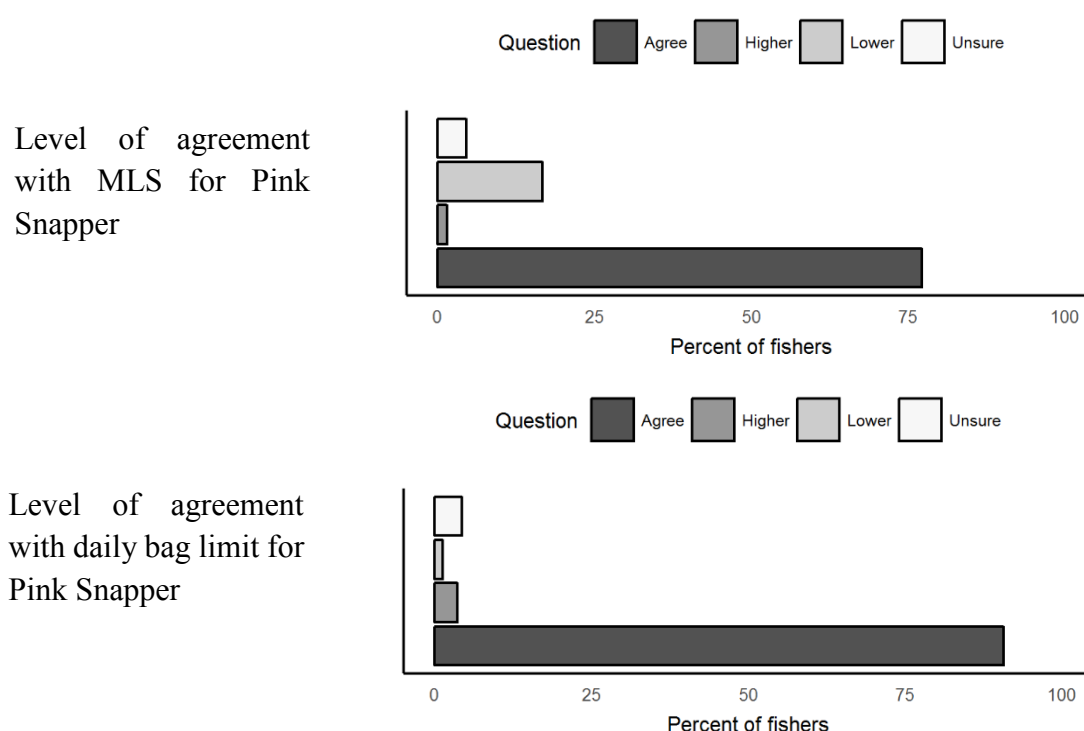 Question Agree Higher Lower Unsure
Level of agreement
with MLS for Pink
Snapper
0 25 50 75 100
Percent of fishers
Question Agree Higher Lower Unsure
Level of agreement
with daily bag limit for
Pink Snapper
0 25 50 75 100
Percent of fishers